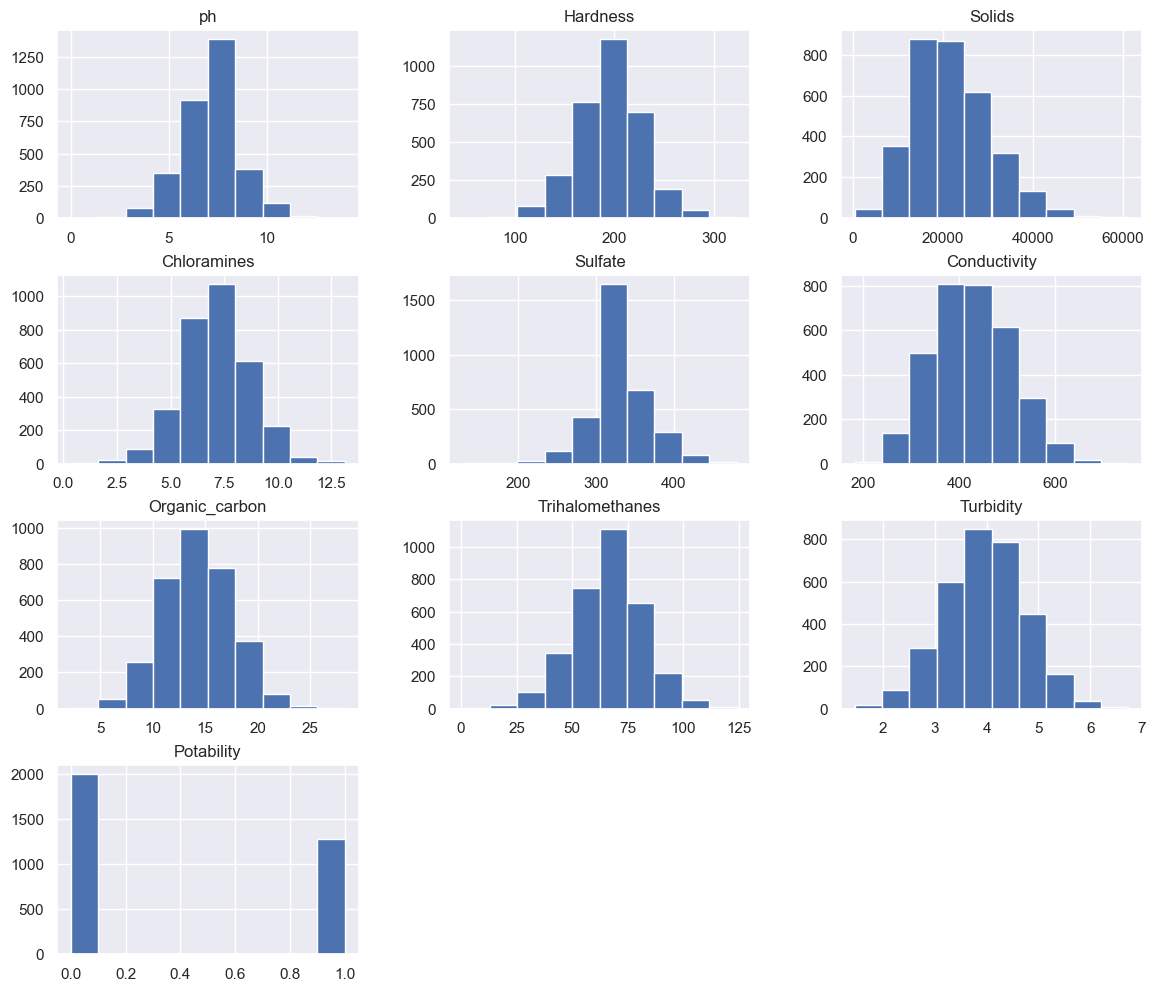 ph
1250
1000
750
500
250
0
0 5 10
Hardness
1000
750
500
250
0
100 200 300
Solids
800
600
400
200
0
0 20000 40000 60000
Chloramines
1000
800
600
400
200
0
0.0 2.5 5.0 7.5 10.0 12.5
Sulfate
1500
1000
500
0
200 300 400
Conductivity
800
600
400
200
0
200 400 600
Organic_carbon
1000
800
600
400
200
0
5 10 15 20 25
Trihalomethanes
1000
800
600
400
200
0
0 25 50 75 100 125
Turbidity
800
600
400
200
0
2 3 4 5 6 7
Potability
2000
1500
1000
500
0
0.0 0.2 0.4 0.6 0.8 1.0